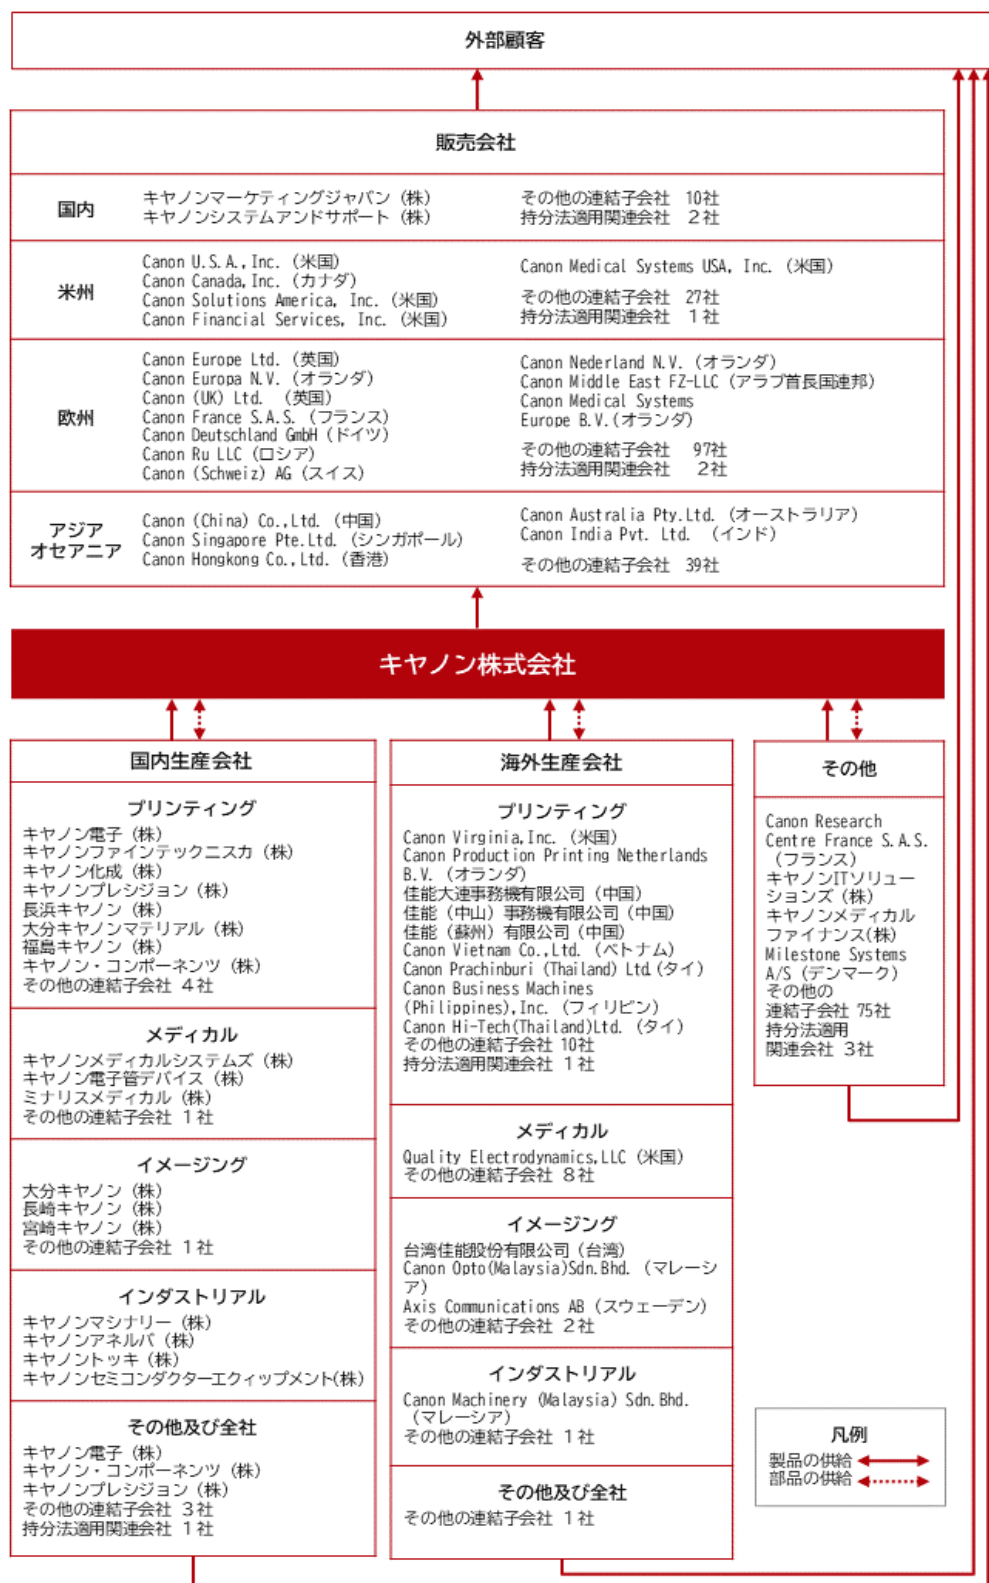 外部顧客
販売会社
国内
キヤノンマーケティングジャパン（株）
キヤノンシステムアンドサポート（株）
その他の連結子会社 10社
持分法適用関連会社 2社
米州
Canon U.S.A.,Inc.（米国）
Canon Canada,Inc.（カナダ）
Canon Solutions America, Inc.（米国）
Canon Financial Services, Inc.（米国）
Canon Medical Systems USA, Inc.（米国）
その他の連結子会社 27社
持分法適用関連会社 1社
欧州
Canon Europe Ltd.（英国）
Canon Europa N.V.（オランダ）
Canon (UK) Ltd.（英国）
Canon France S.A.S.（フランス）
Canon Deutschland GmbH（ドイツ）
Canon Ru LLC（ロシア）
Canon (Schweiz) AG（スイス）
Canon Nederland N.V.（オランダ）
Canon Middle East FZ-LLC（アラブ首長国連邦）
Canon Medical Systems
Europe B.V.（オランダ）
その他の連結子会社 97社
持分法適用関連会社 2社
アジア
オセアニア
Canon (China) Co.,Ltd.（中国）
Canon Singapore Pte.Ltd.（シンガポール）
Canon Hongkong Co.,Ltd.（香港）
Canon Australia Pty.Ltd.（オーストラリア）
Canon India Pvt. Ltd.（インド）
その他の連結子会社 39社
キヤノン株式会社
国内生産会社
プリンティング
キヤノン電子（株）
キヤノンファインテックニスカ（株）
キヤノン化成（株）
キヤノンプレシジョン（株）
長浜キヤノン（株）
大分キヤノンマテリアル（株）
福島キヤノン（株）
キヤノン・コンポーネンツ（株）
その他の連結子会社 4社
メディカル
キヤノンメディカルシステムズ（株）
キヤノン電子管デバイス（株）
ミナリスメディカル（株）
その他の連結子会社 1社
イメージング
大分キヤノン（株）
長崎キヤノン（株）
宮崎キヤノン（株）
その他の連結子会社 1社
インダストリアル
キヤノンマシナリー（株）
キヤノンアネルバ（株）
キヤノントッキ（株）
キヤノンセミコンダクターエクィップメント(株)
その他及び全社
キヤノン電子（株）
キヤノン・コンポーネンツ（株）
キヤノンプレシジョン（株）
その他の連結子会社 3社
持分法適用関連会社 1社
海外生産会社
プリンティング
Canon Virginia,Inc.（米国）
Canon Production Printing Netherlands
B.V.（オランダ）
佳能大連事務機有限公司（中国）
佳能（中山）事務機有限公司（中国）
佳能（蘇州）有限公司（中国）
Canon Vietnam Co.,Ltd.（ベトナム）
Canon Prachinburi (Thailand) Ltd.（タイ）
Canon Business Machines
(Philippines),Inc.（フィリピン）
Canon Hi-Tech(Thailand)Ltd.（タイ）
その他の連結子会社 10社
持分法適用関連会社 1社
メディカル
Quality Electrodynamics,LLC（米国）
その他の連結子会社 8社
イメージング
台湾佳能股份有限公司（台湾）
Canon Opto(Malaysia)Sdn.Bhd.（マレーシ
ア）
Axis Communications AB（スウェーデン）
その他の連結子会社 2社
インダストリアル
Canon Machinery (Malaysia) Sdn.Bhd.
（マレーシア）
その他の連結子会社 1社
その他及び全社
その他の連結子会社 1社
その他
Canon Research
Centre France S.A.S.
（フランス）
キヤノンITソリュー
ションズ（株）
キヤノンメディカル
ファイナンス(株)
Milestone Systems
A/S（デンマーク）
その他の
連結子会社 75社
持分法適用
関連会社 3社
凡例
製品の供給
部品の供給